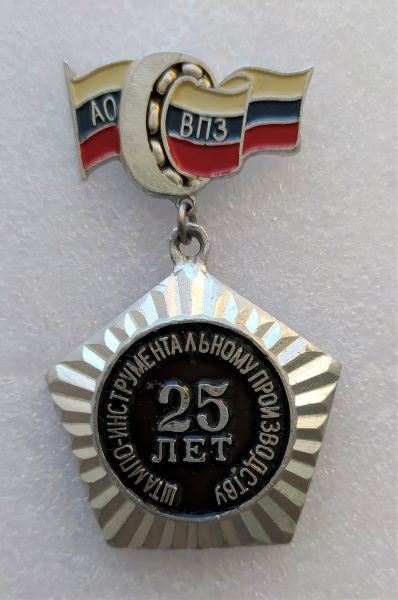 АО ВПЗ
ШТАМПО-ИНСТРУМЕНТАЛЬНОМУ ПРОИЗВОДСТВУ
25
ЛЕТ